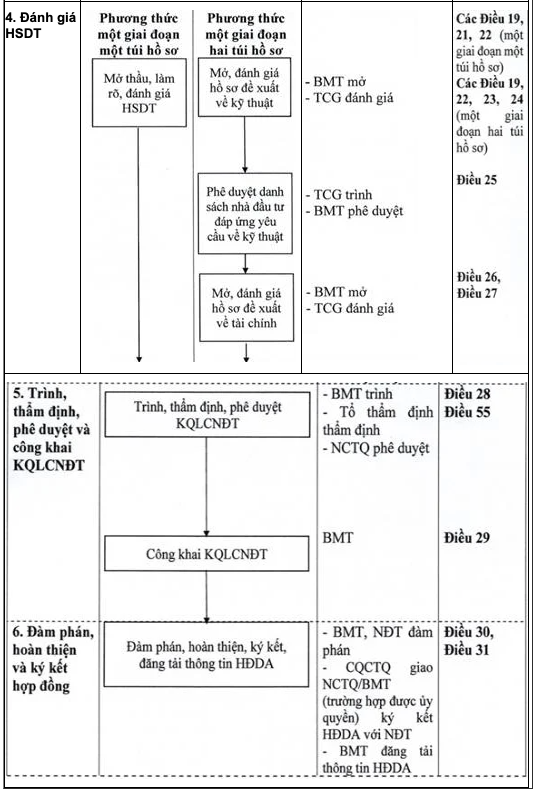 4. Đánh giá
HSDT
Phương thức
một giai đoạn
một túi hồ sơ
Mở thầu, làm
rõ, đánh giá
HSDT
Phương thức
một giai đoạn
hai túi hồ sơ
Mở, đánh giá
hồ sơ đề xuất
về kỹ thuật
- BMT mở
- TCG đánh giá
Các Điều 19,
21, 22 (một
giai đoạn một
túi hồ sơ)
Các Điều 19,
22, 23, 24
(một giai
đoạn hai túi
hồ sơ)
Phê duyệt danh
sách nhà đầu tư
đáp ứng yêu
cầu về kỹ thuật
- TCG trình
- BMT phê duyệt
Điều 25
Mở, đánh giá
hồ sơ đề xuất
về tài chính
- BMT mở
- TCG đánh giá
Điều 26,
Điều 27
5. Trình,
thẩm định,
phê duyệt và
công khai
KQLCNĐT
Trình, thẩm định, phê duyệt
KQLCNĐT
- BMT trình
- Tổ thẩm định
thẩm định
- NCTQ phê duyệt
Điều 28
Điều 55
Công khai KQLCNĐT
BMT
Điều 29
6. Đàm phán,
hoàn thiện
và ký kết
hợp đồng
Đàm phán, hoàn thiện, ký kết,
đăng tải thông tin HĐDA
- BMT, NĐT đàm
phán
- CQCTQ giao
NCTQ/BMT
(trường hợp được ủy
quyền) ký kết
HĐDA với NĐT
- BMT đăng tải
thông tin HĐDA
Điều 30,
Điều 31